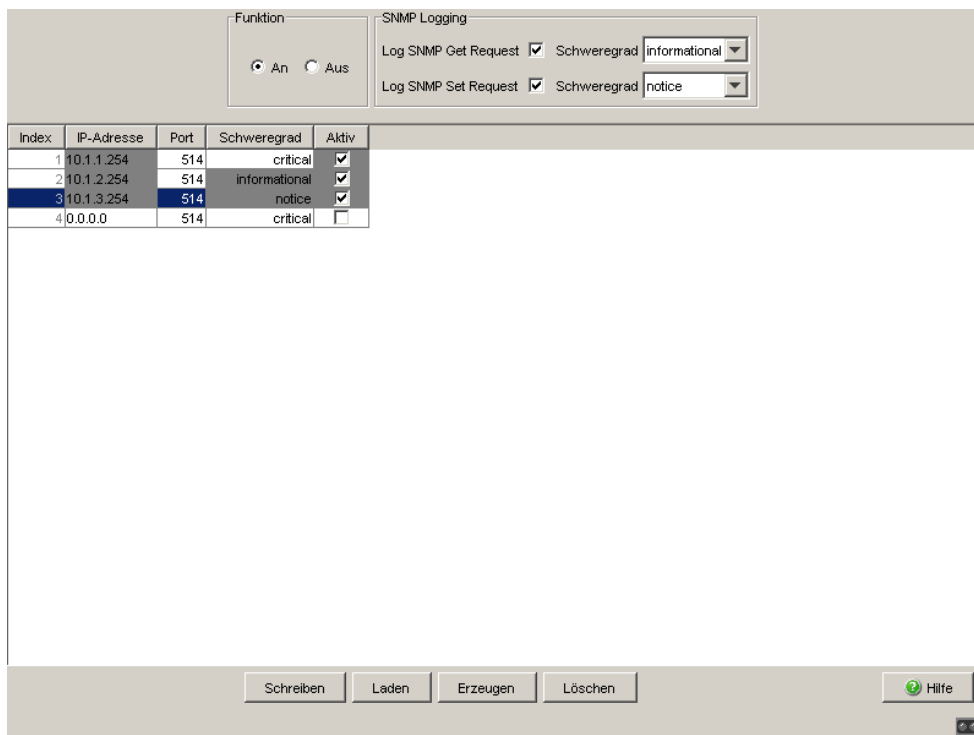 Funktion
An Aus
SNMP Logging
Log SNMP Get Request Schweregrad informational
Log SNMP Set Request Schweregrad notice
Index IP-Adresse Port Schweregrad Aktiv
1 10.1.1.254 514 critical
2 10.1.2.254 514 informational
3 10.1.3.254 514 notice
4 0.0.0.0 514 critical
Schreiben Laden Erzeugen Löschen Hilfe